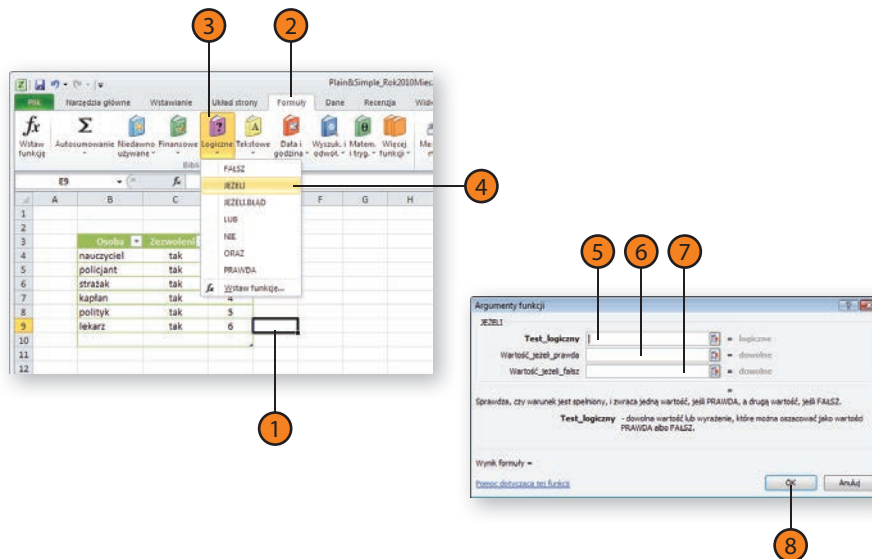 3
2
Plain&Simple_Rok2010Miec
Plik Narzędzia główne Wstawianie Układ strony Formuły Dane Recenzja Wido
fx Σ
Wstaw funkcję Autosumowanie Niedawno używane Finansowe Logiczne Tekstowe Data i godzina Wyszuk. i odwoł. Matem. i tryg. Więcej funkcji
Bibli
E9 fx
FAŁSZ
JEŻELI
4
JEŻELI.BŁĄD
LUB
NIE
ORAZ
PRAWDA
fx Wstaw funkcję...
A B C F G H
1
2
3 Osoba Zezwoleni
4 nauczyciel tak
5 policjant tak
6 strażak tak
7 kapłan tak 4
8 polityk tak 5
9 lekarz tak 6
10
11
12
1
5
6
7
Argumenty funkcji
JEŻELI
Test_logiczny = logiczne
Wartość_jeżeli_prawda = dowolne
Wartość_jeżeli_fałsz = dowolne
=
Sprawdza, czy warunek jest spełniony, i zwraca jedną wartość, jeśli PRAWDA, a drugą wartość, jeśli FAŁSZ.
Test_logiczny - dowolna wartość lub wyrażenie, które można oszacować jako wartości
PRAWDA albo FAŁSZ.
Wynik formuły =
Pomoc dotycząca tej funkcji
OK Anuluj
8